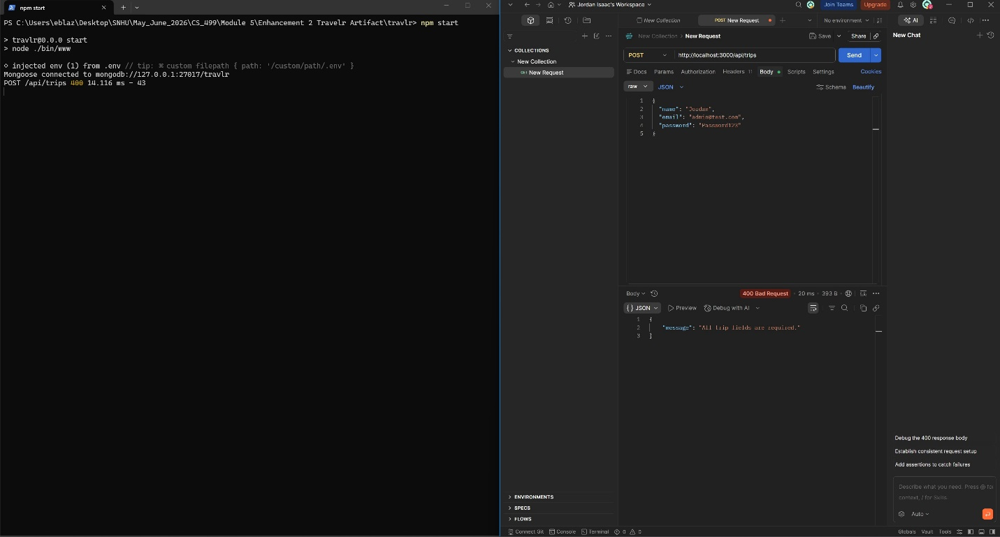 npm start
PS C:\Users\eblaz\Desktop\SNHU\May_June_2026\CS_499\Module 5\Enhancement 2 Travelr Artifact\travlr> npm start
> travlr@0.0.0 start
> node ./bin/www
◇ injected env (1) from .env // tip: ⌘ custom filepath { path: '/custom/path/.env' }
Mongoose connected to mongodb://127.0.0.1:27017/travlr
POST /api/trips 400 14.116 ms - 43
Jordan Isaac's Workspace
Join Teams
Upgrade
New Collection
POST New Request
No environment
AI
New Collection > New Request
Save
Share
New Chat
COLLECTIONS
New Collection
GET New Request
POST
http://localhost:3000/api/trips
Send
Docs Params Authorization Headers 11 Body Scripts Settings
Cookies
raw
JSON
Schema
Beautify
1 {
2 "name": "Jordan",
3 "email": "admin@test.com",
4 "password": "Password123"
5 }
Body
400 Bad Request · 20 ms · 393 B
{ } JSON
Preview
Debug with AI
1 {
2 "message": "All trip fields are required."
3 }
Debug the 400 response body
Establish consistent request setup
Add assertions to catch failures
Describe what you need. Press @ for
context, / for Skills.
Auto
ENVIRONMENTS
SPECS
FLOWS
Connect Git
Console
Terminal
0
0
Globals
Vault
Tools